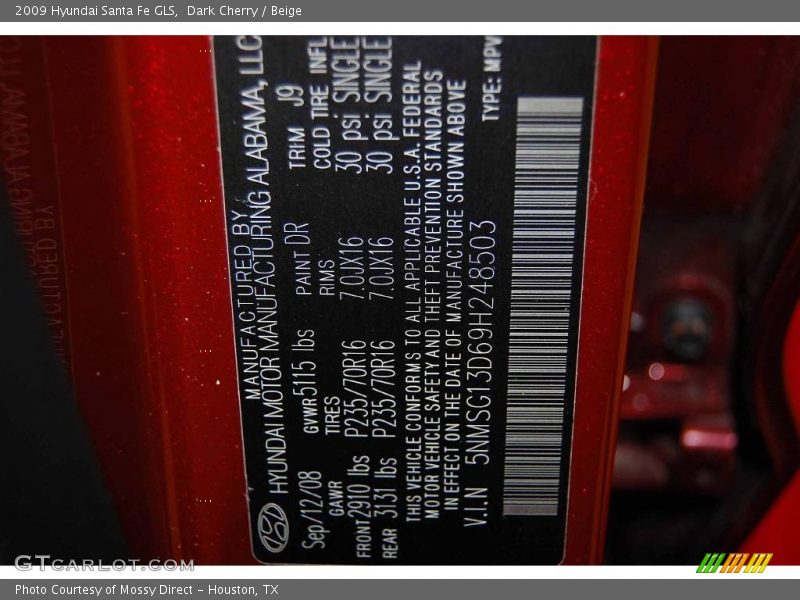 2009 Hyundai Santa Fe GLS, Dark Cherry / Beige
MANUFACTURED BY
HYUNDAI MOTOR MANUFACTURING ALABAMA, LLC
Sep/12/08 GVWR 5115 lbs PAINT DR TRIM J9
GAWR TIRES RIMS COLD TIRE INFL
FRONT 2910 lbs P235/70R16 7.0JX16 30 psi SINGLE
REAR 3131 lbs P235/70R16 7.0JX16 30 psi SINGLE
THIS VEHICLE CONFORMS TO ALL APPLICABLE U.S.A. FEDERAL
MOTOR VEHICLE SAFETY AND THEFT PREVENTION STANDARDS
IN EFFECT ON THE DATE OF MANUFACTURE SHOWN ABOVE
V.I.N 5NMSG13D69H248503 TYPE: MPV
GTCarLot.com
Photo Courtesy of Mossy Direct - Houston, TX